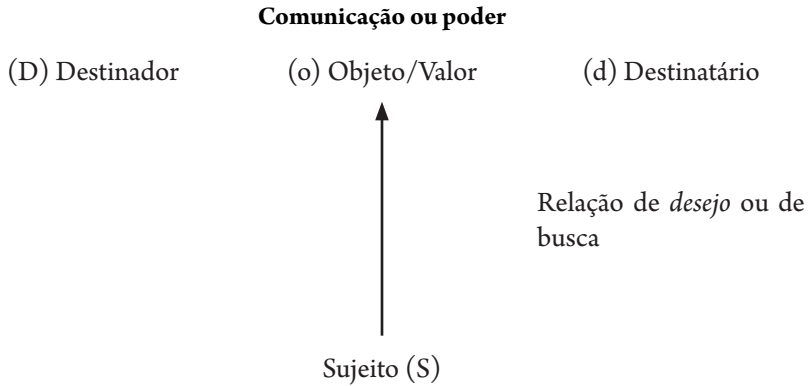 Comunicação ou poder
(D) Destinador (o) Objeto/Valor (d) Destinatário
Relação de desejo ou de
busca
Sujeito (S)